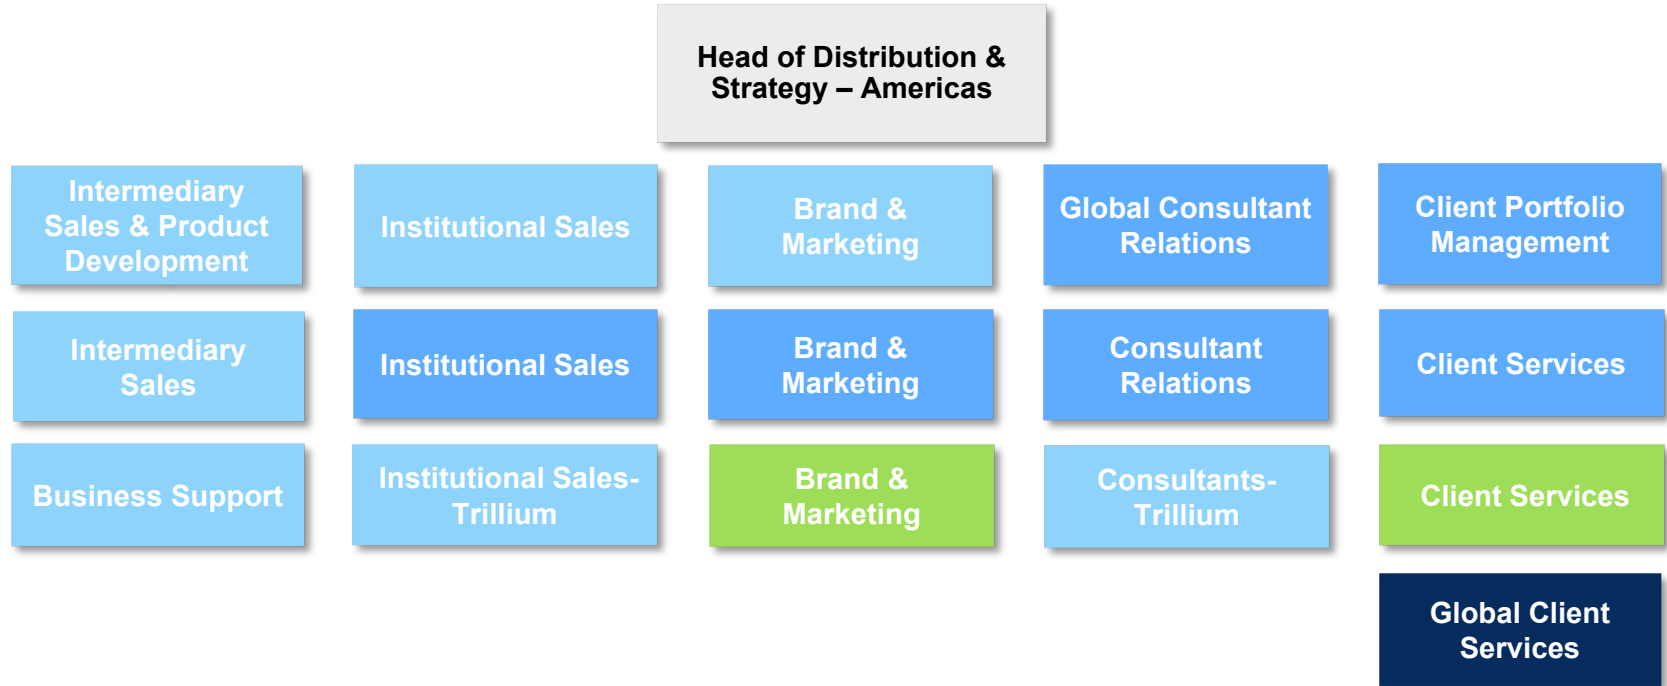 Head of Distribution &
Strategy – Americas
Intermediary
Sales & Product
Development
Institutional Sales
Brand &
Marketing
Global Consultant
Relations
Client Portfolio
Management
Intermediary
Sales
Institutional Sales
Brand &
Marketing
Consultant
Relations
Client Services
Business Support
Institutional Sales-
Trillium
Brand &
Marketing
Consultants-
Trillium
Client Services
Global Client
Services